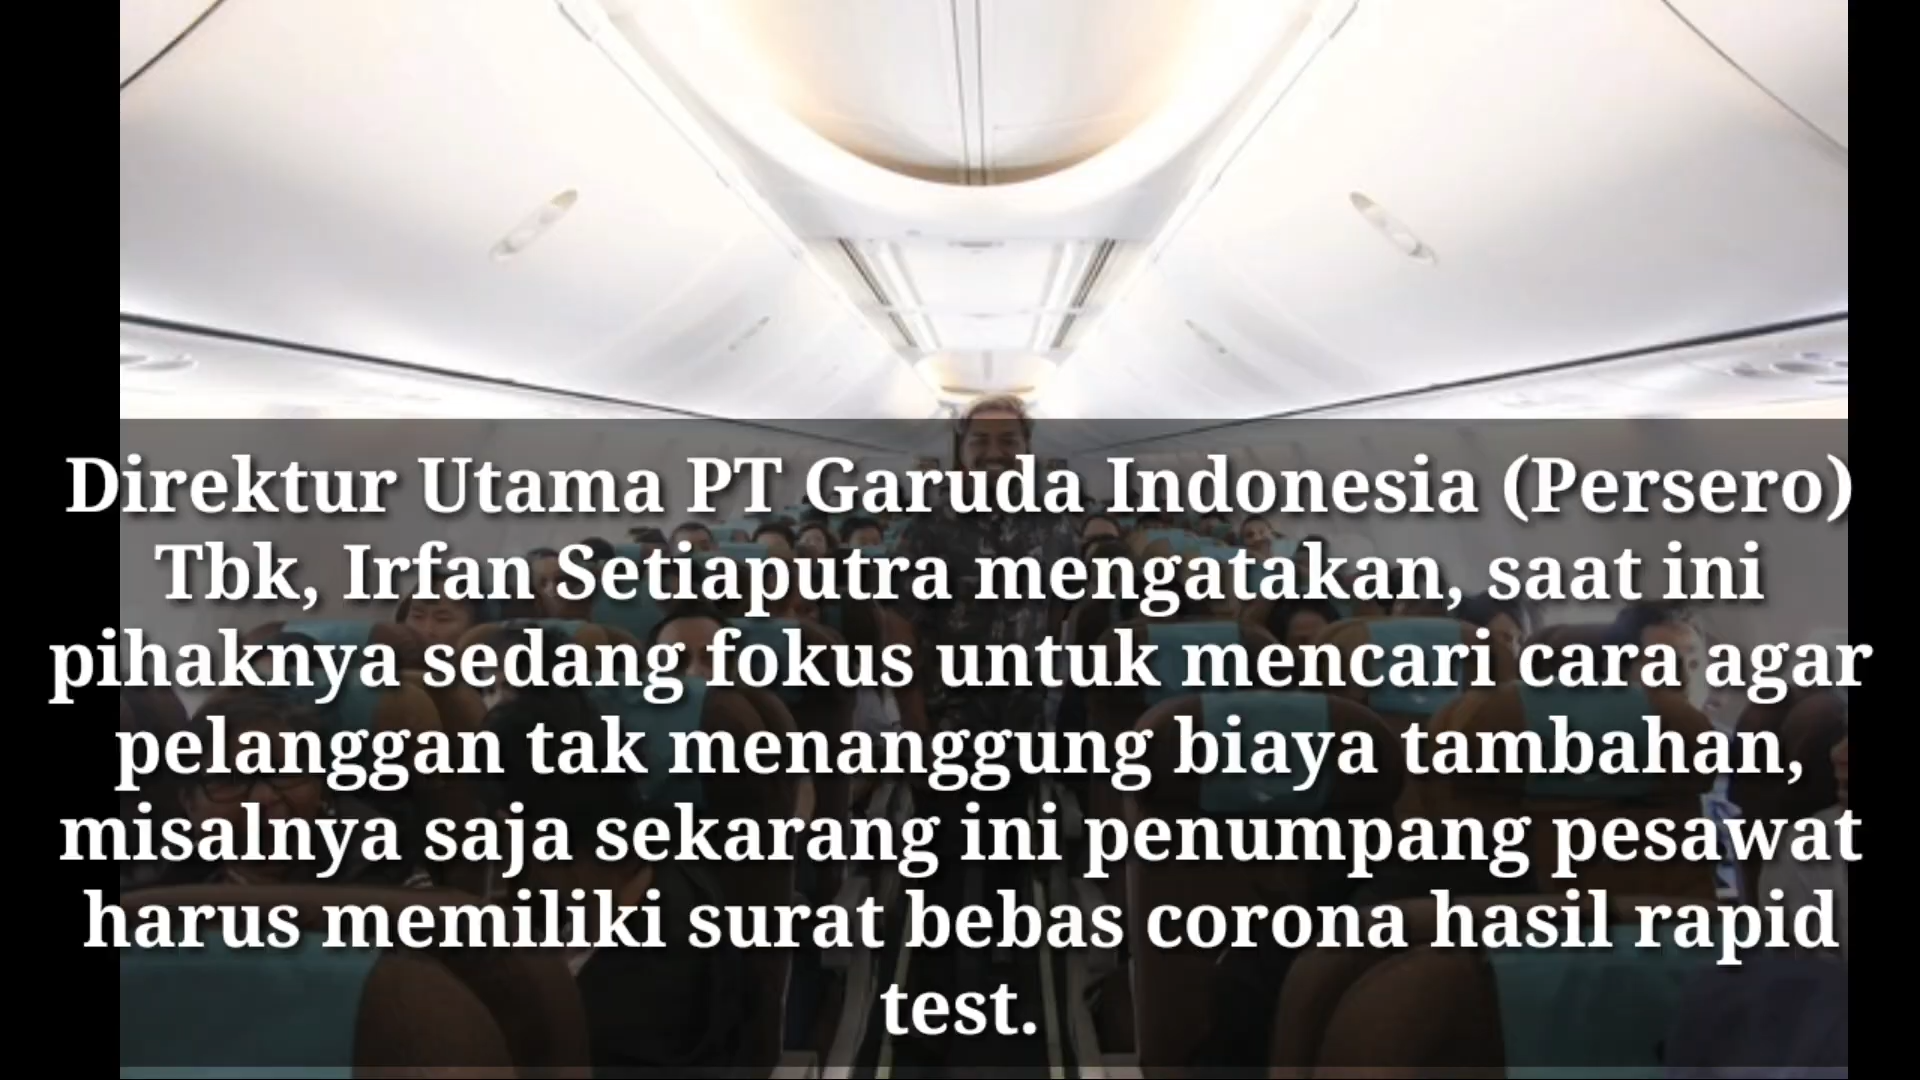 Direktur Utama PT Garuda Indonesia (Persero)
Tbk, Irfan Setiaputra mengatakan, saat ini
pihaknya sedang fokus untuk mencari cara agar
pelanggan tak menanggung biaya tambahan,
misalnya saja sekarang ini penumpang pesawat
harus memiliki surat bebas corona hasil rapid
test.